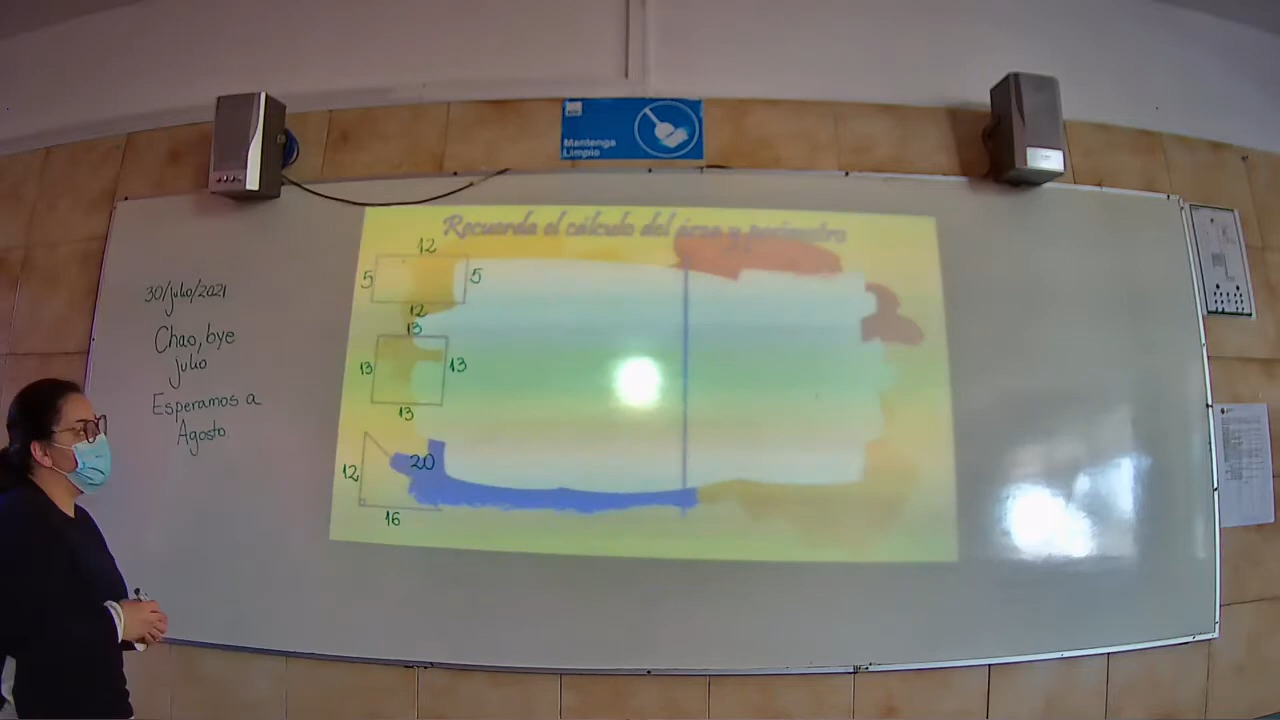 Mantenga
Limpio
Recuerda el cálculo del área y perímetro
30/julio/2021
Chao, bye
julio
Esperamos a
Agosto.
12
5
5
12
13
13
13
13
12
20
16